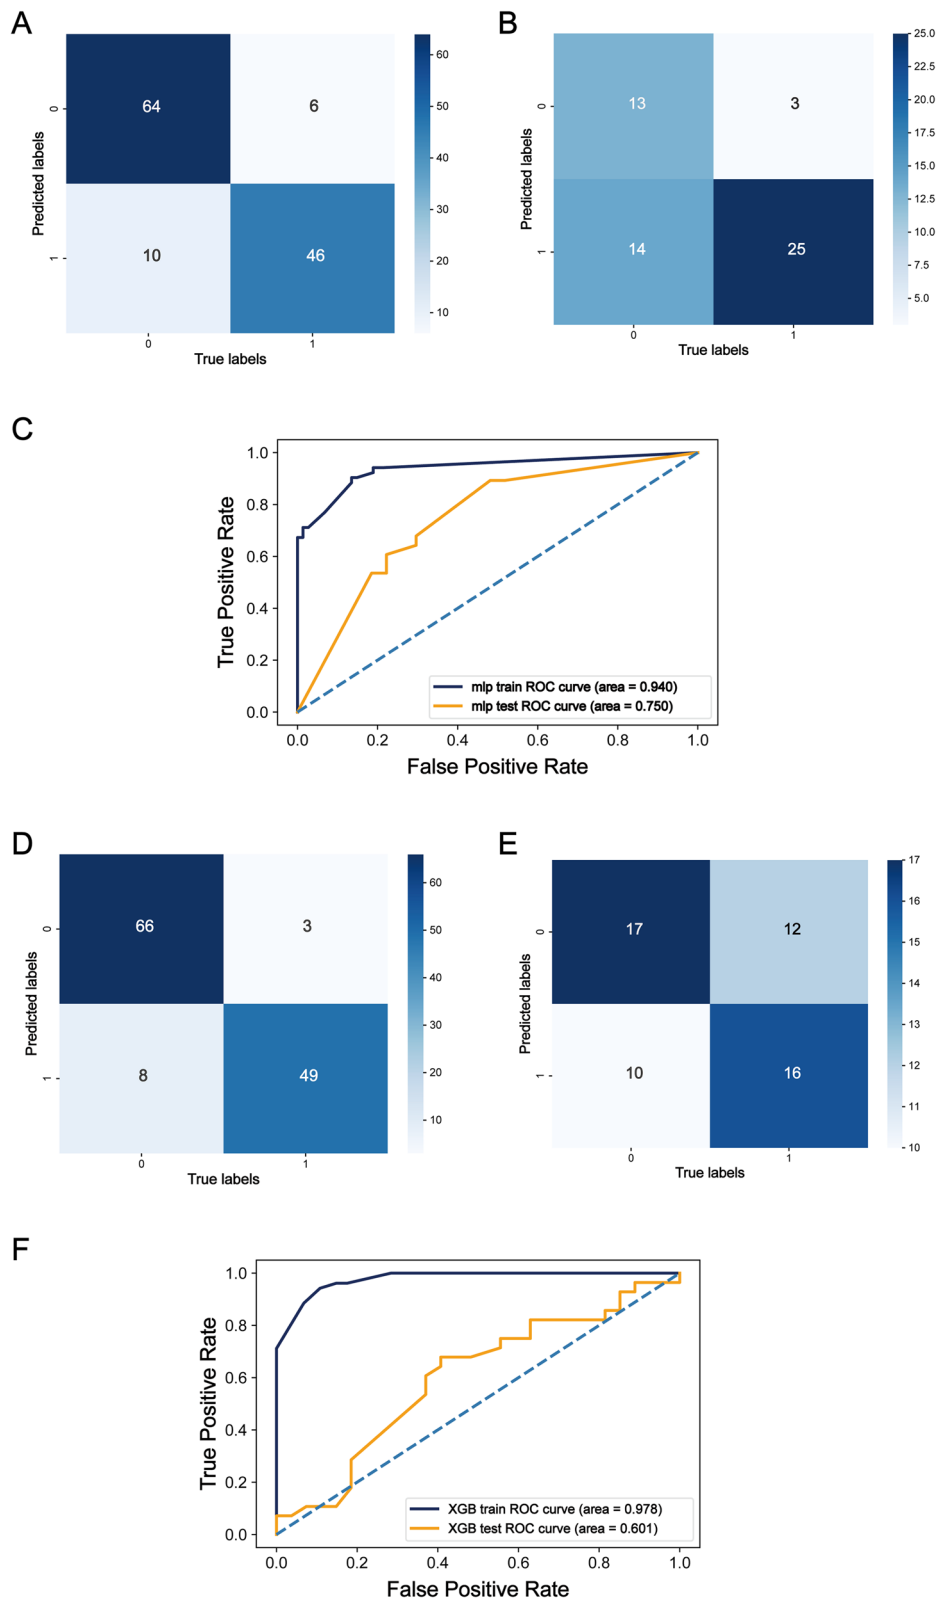 A
64 6
10 46
0
1
Predicted labels
0 1
True labels
60
50
40
30
20
10
B
13 3
14 25
0
1
Predicted labels
0 1
True labels
25.0
22.5
20.0
17.5
15.0
12.5
10.0
7.5
5.0
C
True Positive Rate
1.0
0.8
0.6
0.4
0.2
0.0
mlp train ROC curve (area = 0.940)
mlp test ROC curve (area = 0.750)
0.0 0.2 0.4 0.6 0.8 1.0
False Positive Rate
D
66 3
8 49
0
1
Predicted labels
0 1
True labels
60
50
40
30
20
10
E
17 12
10 16
0
1
Predicted labels
0 1
True labels
17
16
15
14
13
12
11
10
F
True Positive Rate
1.0
0.8
0.6
0.4
0.2
0.0
XGB train ROC curve (area = 0.978)
XGB test ROC curve (area = 0.601)
0.0 0.2 0.4 0.6 0.8 1.0
False Positive Rate